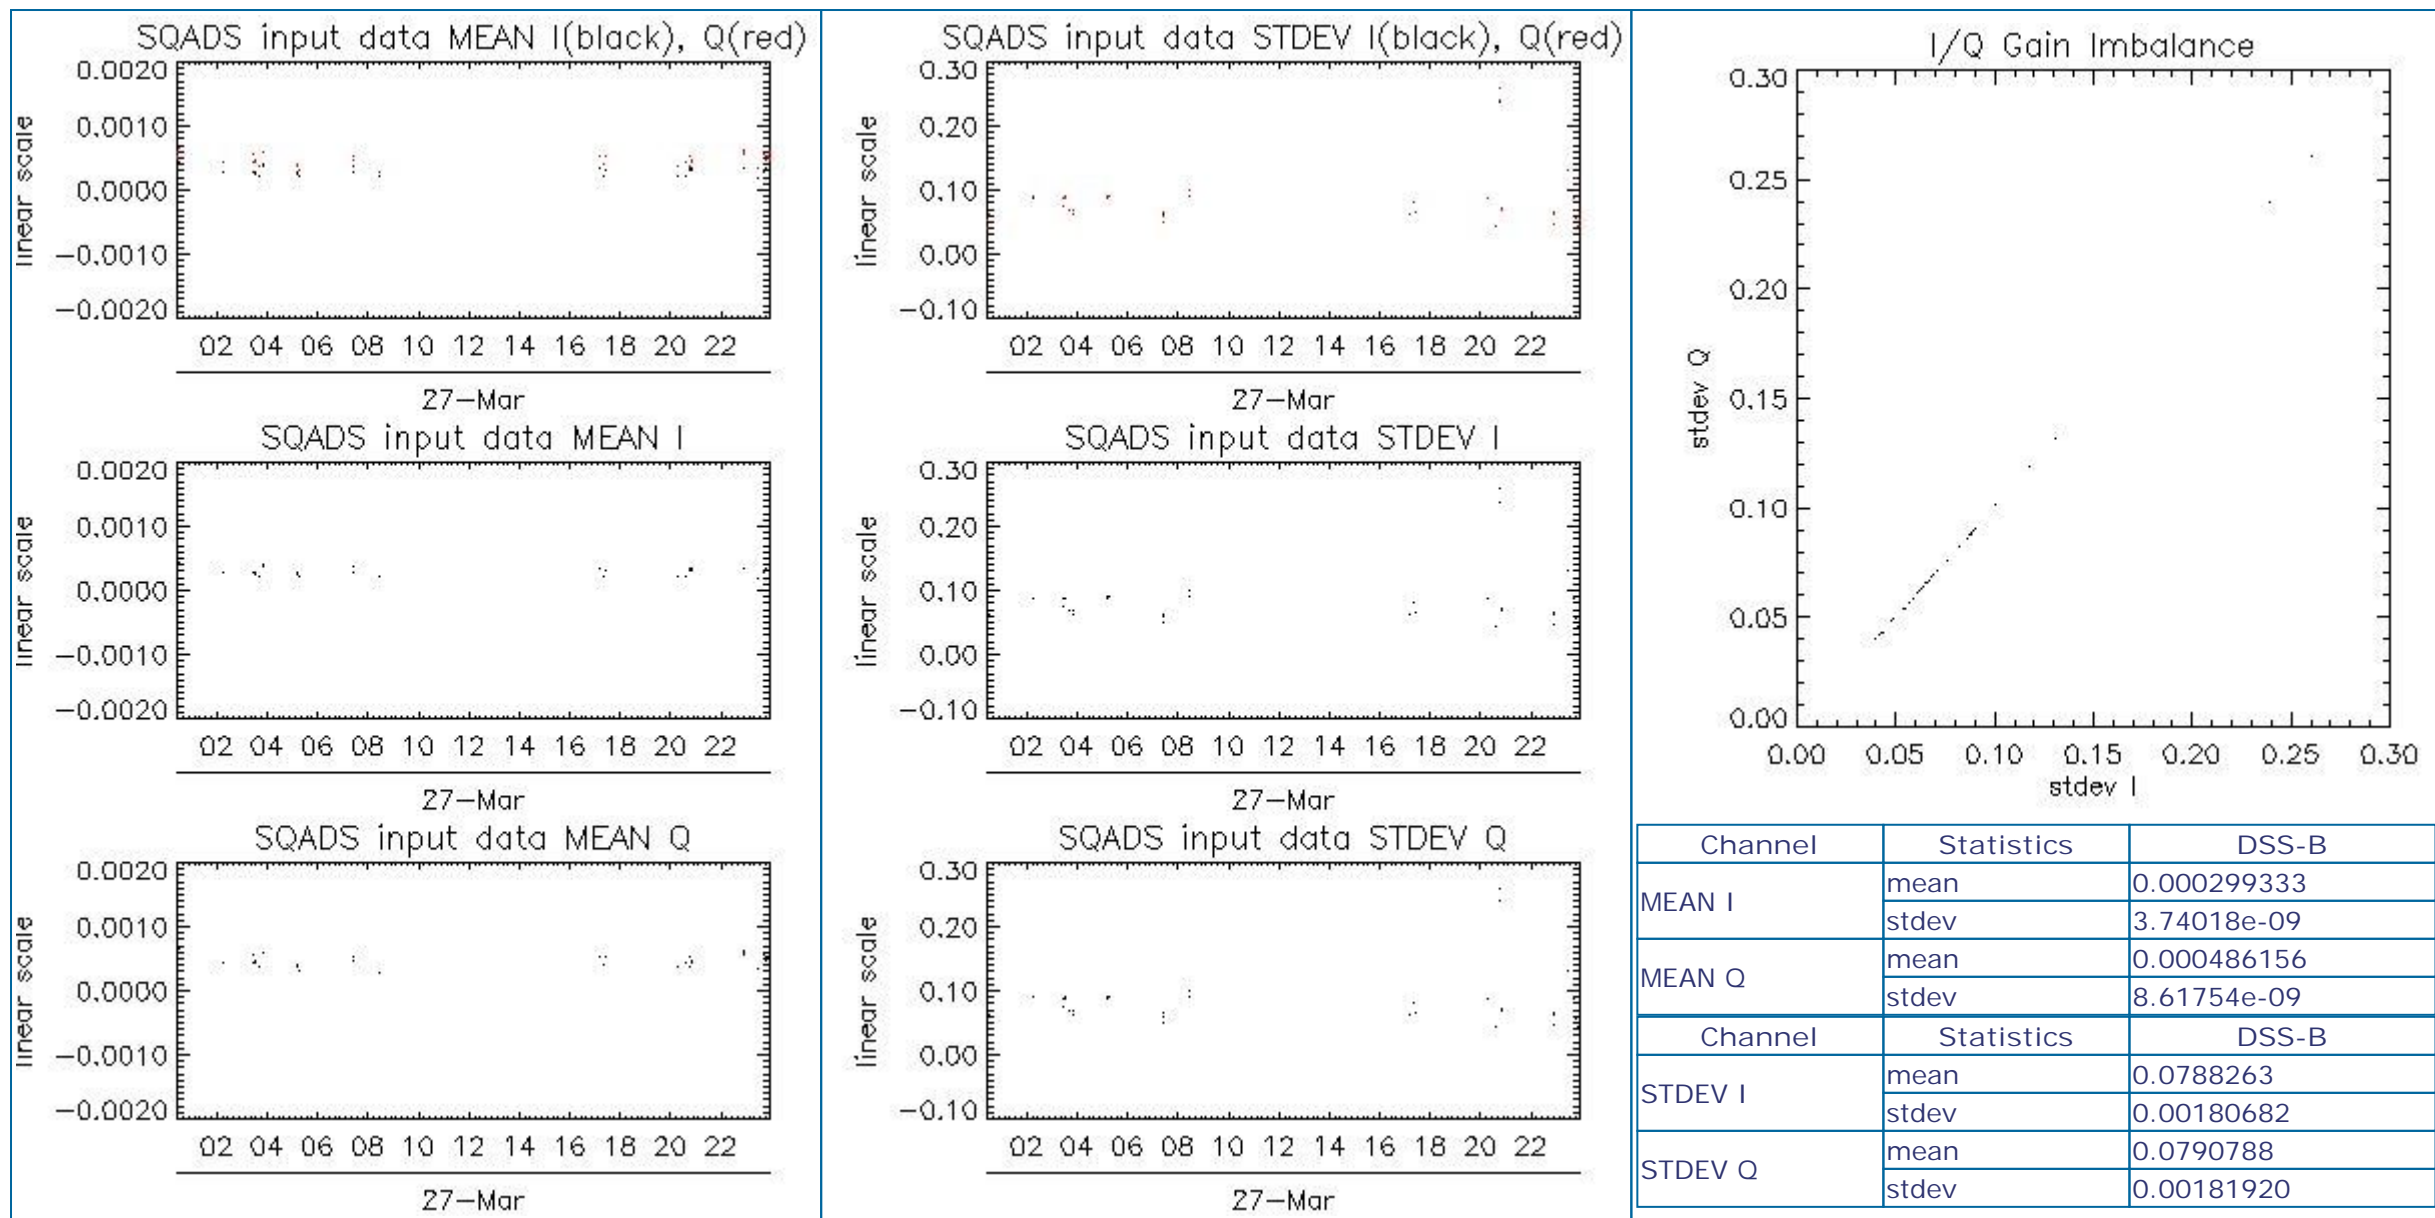 SQADS input data MEAN I(black), Q(red)
0.0020
0.0010
0.0000
−0.0010
−0.0020
linear scale
02 04 06 08 10 12 14 16 18 20 22
27−Mar
SQADS input data MEAN I
0.0020
0.0010
0.0000
−0.0010
−0.0020
linear scale
02 04 06 08 10 12 14 16 18 20 22
27−Mar
SQADS input data MEAN Q
0.0020
0.0010
0.0000
−0.0010
−0.0020
linear scale
02 04 06 08 10 12 14 16 18 20 22
27−Mar
SQADS input data STDEV I(black), Q(red)
0.30
0.20
0.10
0.00
−0.10
linear scale
02 04 06 08 10 12 14 16 18 20 22
27−Mar
SQADS input data STDEV I
0.30
0.20
0.10
0.00
−0.10
linear scale
02 04 06 08 10 12 14 16 18 20 22
27−Mar
SQADS input data STDEV Q
0.30
0.20
0.10
0.00
−0.10
linear scale
02 04 06 08 10 12 14 16 18 20 22
27−Mar
I/Q Gain Imbalance
0.30
0.25
0.20
0.15
0.10
0.05
0.00
stdev Q
0.00 0.05 0.10 0.15 0.20 0.25 0.30
stdev I
Channel Statistics DSS-B
MEAN I mean 0.000299333
stdev 3.74018e-09
MEAN Q mean 0.000486156
stdev 8.61754e-09
Channel Statistics DSS-B
STDEV I mean 0.0788263
stdev 0.00180682
STDEV Q mean 0.0790788
stdev 0.00181920